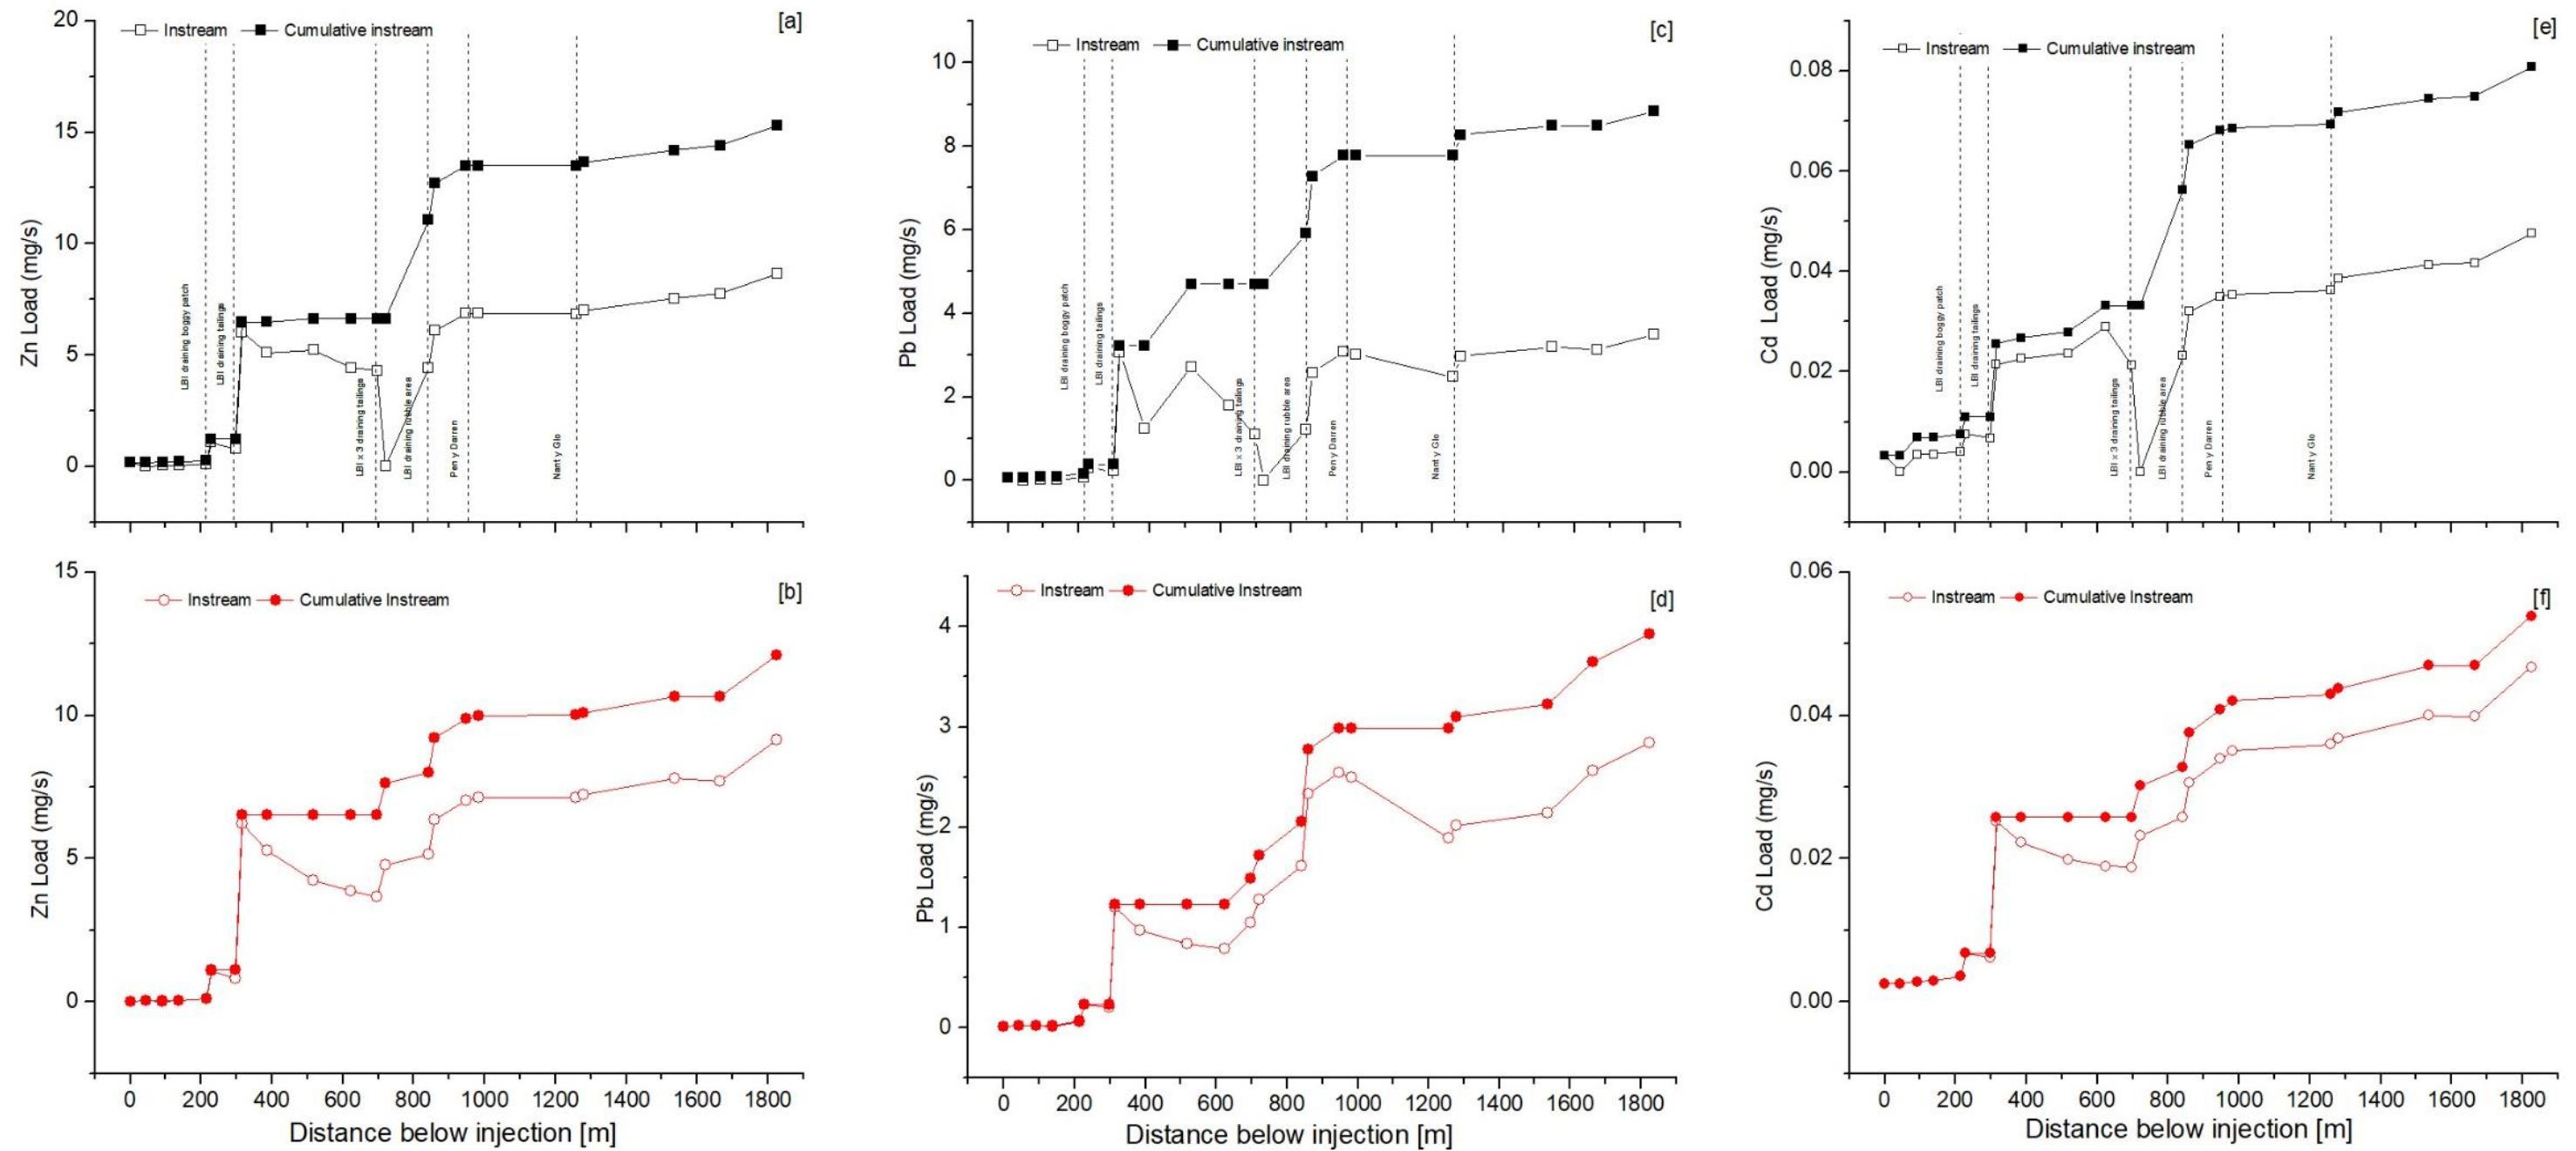 Instream Cumulative instream [a]
20
15
10
5
0
Zn Load (mg/s)
LBI draining boggy patch
LBI draining tailings
LBI x 3 draining tailings
LBI draining rubble area
Pen y Darren
Nant y Glo
Instream Cumulative instream [c]
10
8
6
4
2
0
Pb Load (mg/s)
LBI draining boggy patch
LBI draining tailings
LBI x 3 draining tailings
LBI draining rubble area
Pen y Darren
Nant y Glo
Instream Cumulative instream [e]
0.08
0.06
0.04
0.02
0.00
Cd Load (mg/s)
LBI draining boggy patch
LBI draining tailings
LBI x 3 draining tailings
LBI draining rubble area
Pen y Darren
Nant y Glo
Instream Cumulative Instream [b]
15
10
5
0
Zn Load (mg/s)
0 200 400 600 800 1000 1200 1400 1600 1800
Distance below injection [m]
Instream Cumulative Instream [d]
4
3
2
1
0
Pb Load (mg/s)
0 200 400 600 800 1000 1200 1400 1600 1800
Distance below injection [m]
Instream Cumulative Instream [f]
0.06
0.04
0.02
0.00
Cd Load (mg/s)
0 200 400 600 800 1000 1200 1400 1600 1800
Distance below injection [m]